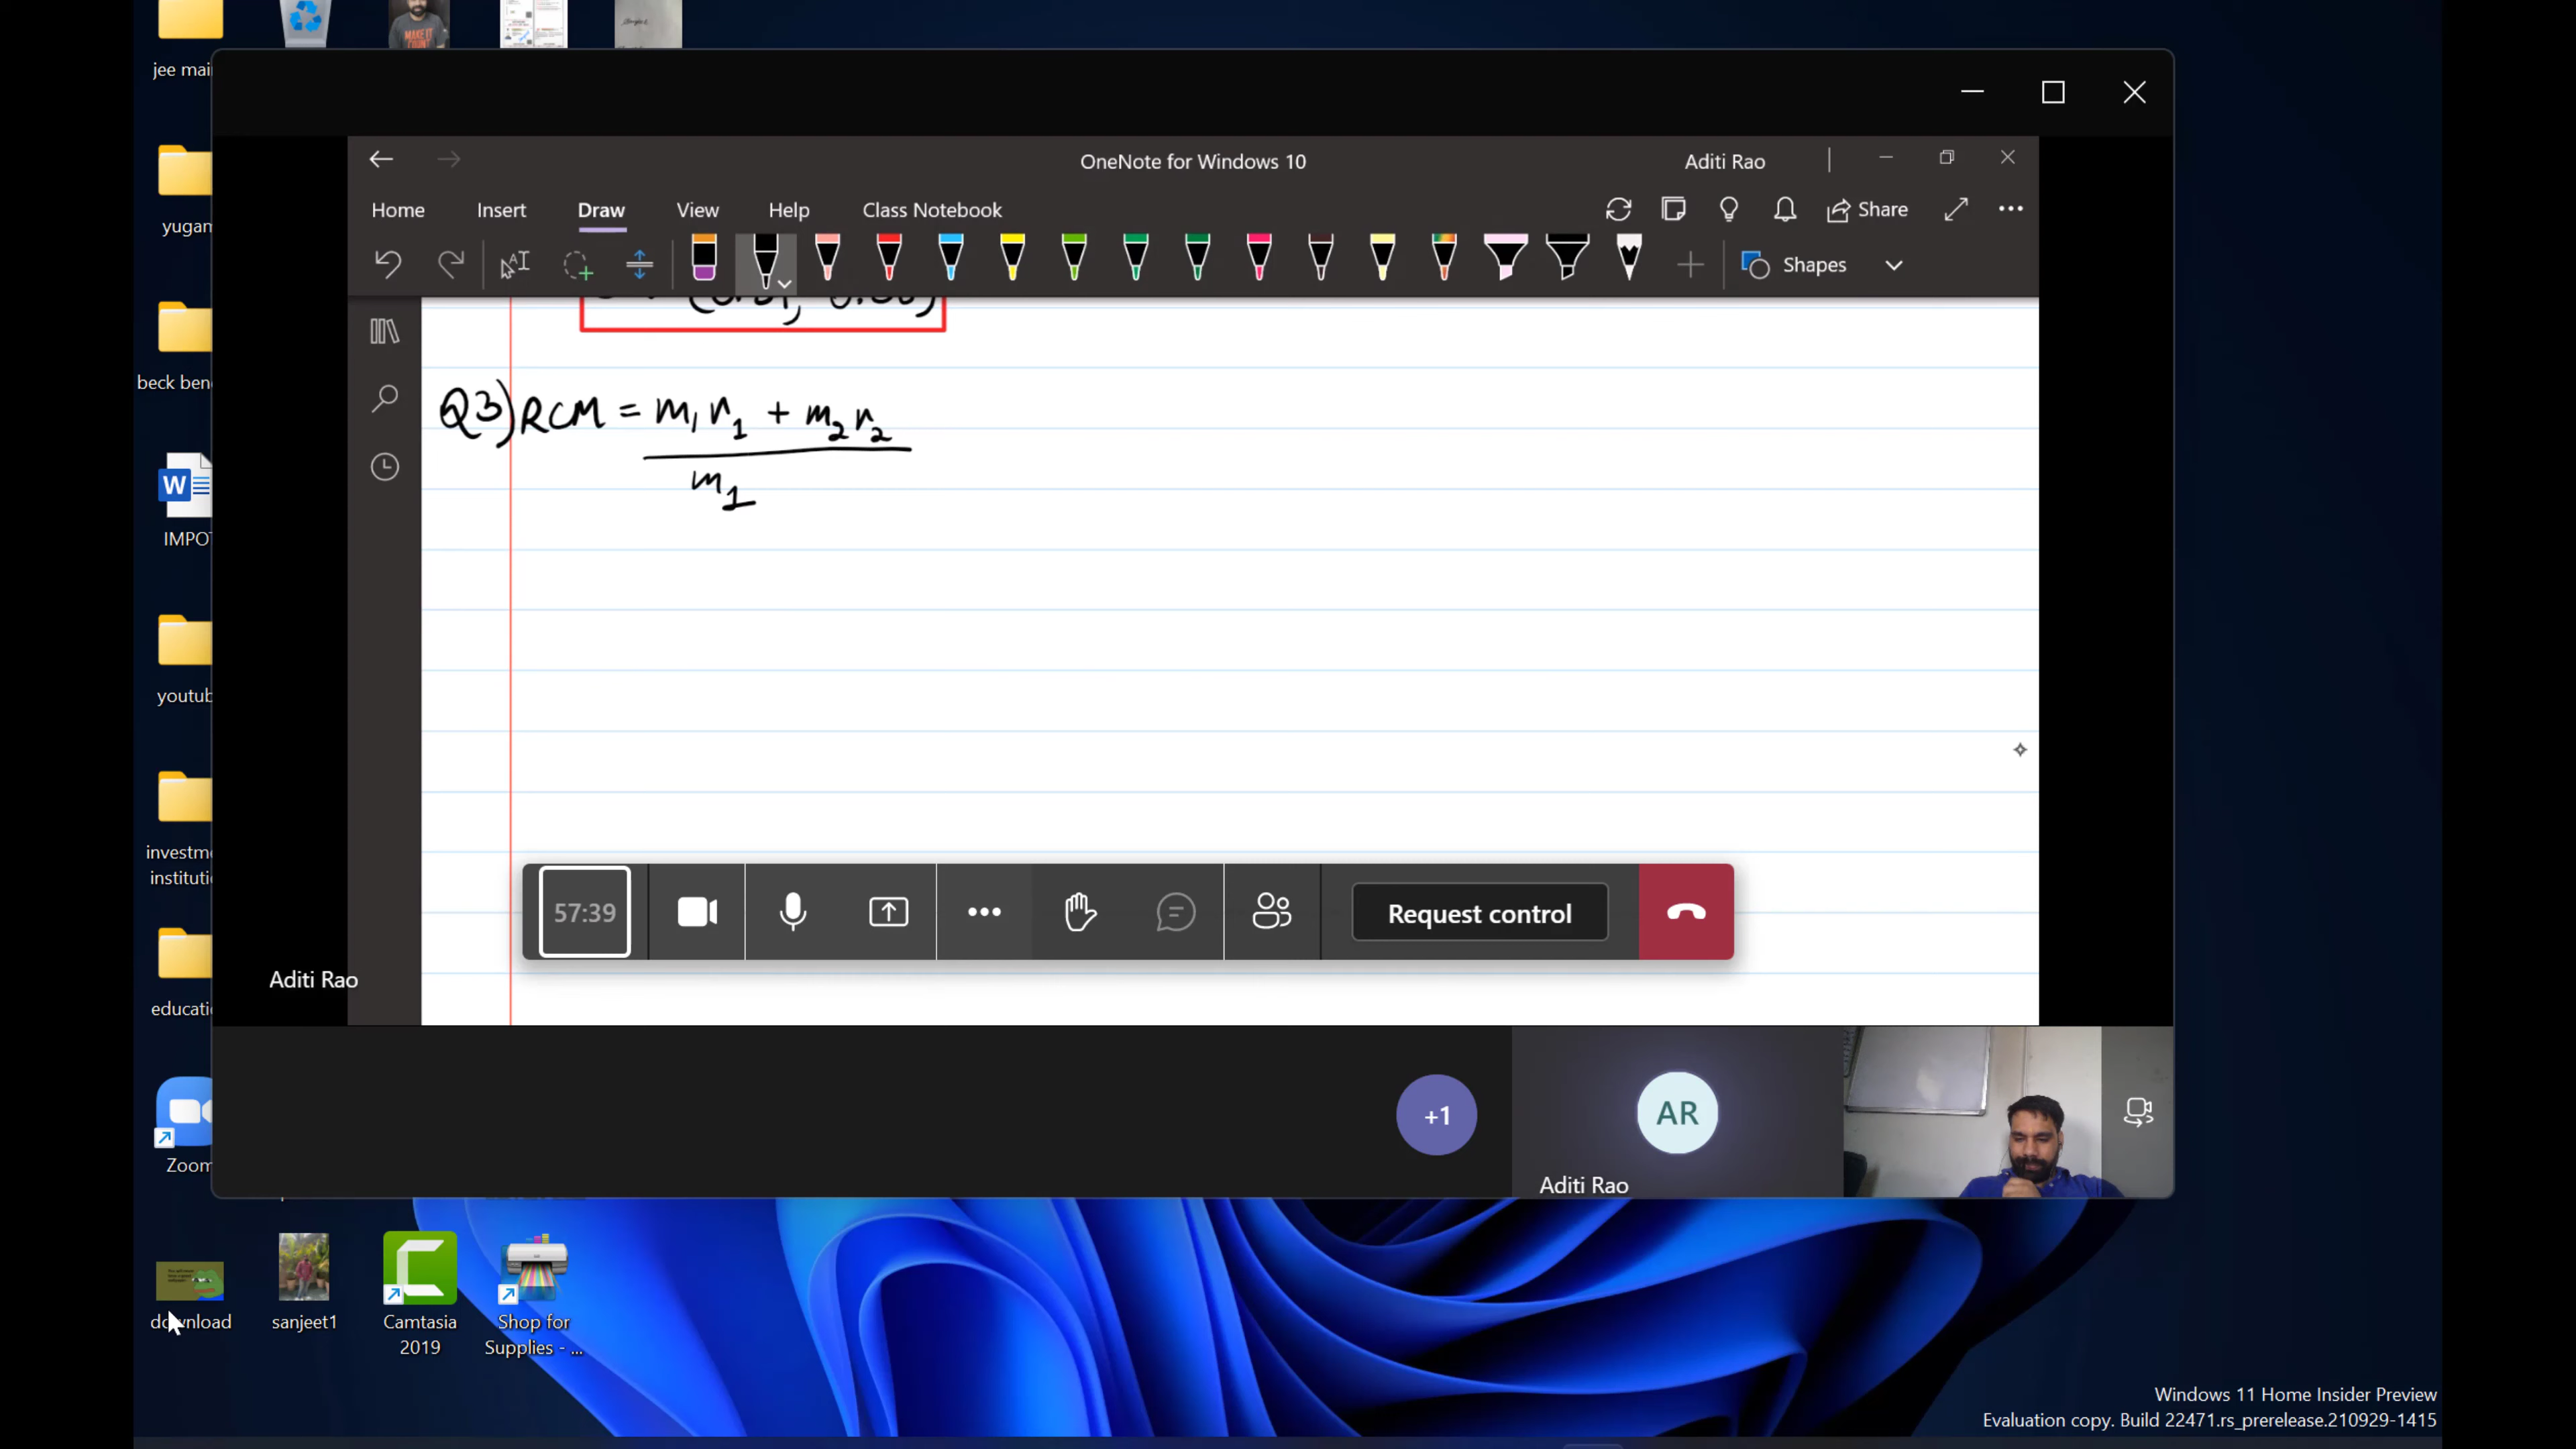 jee mai
OneNote for Windows 10
Aditi Rao
Home Insert Draw View Help Class Notebook
Share
Shapes
yugam
beck ben
Q3) RCM = m₁ r₁ + m₂ r₂
m₁
W
IMPO
youtub
investme
instituti
57:39
Request control
Aditi Rao
educati
+1
AR
Zoom
Aditi Rao
download
sanjeet1
Camtasia
2019
Shop for
Supplies - ...
Windows 11 Home Insider Preview
Evaluation copy. Build 22471.rs_prerelease.210929-1415